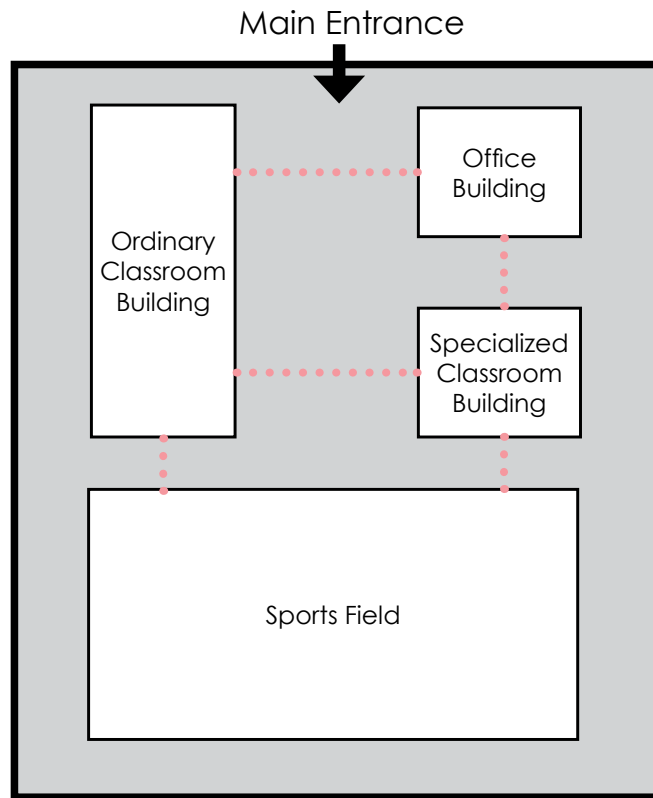 Main Entrance
Office
Building
Ordinary
Classroom
Building
Specialized
Classroom
Building
Sports Field